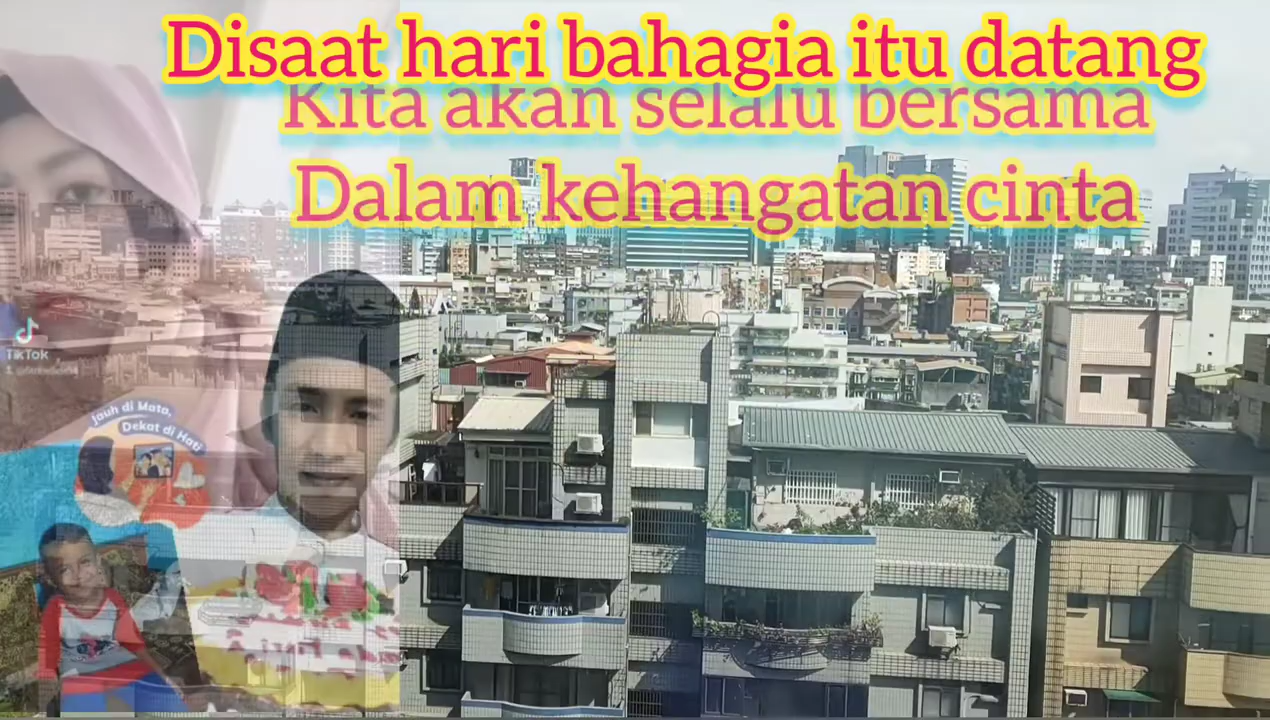 Disaat hari bahagia itu datang
Kita akan selalu bersama
Dalam kehangatan cinta
TikTok
Jauh di Mata,
Dekat di Hati